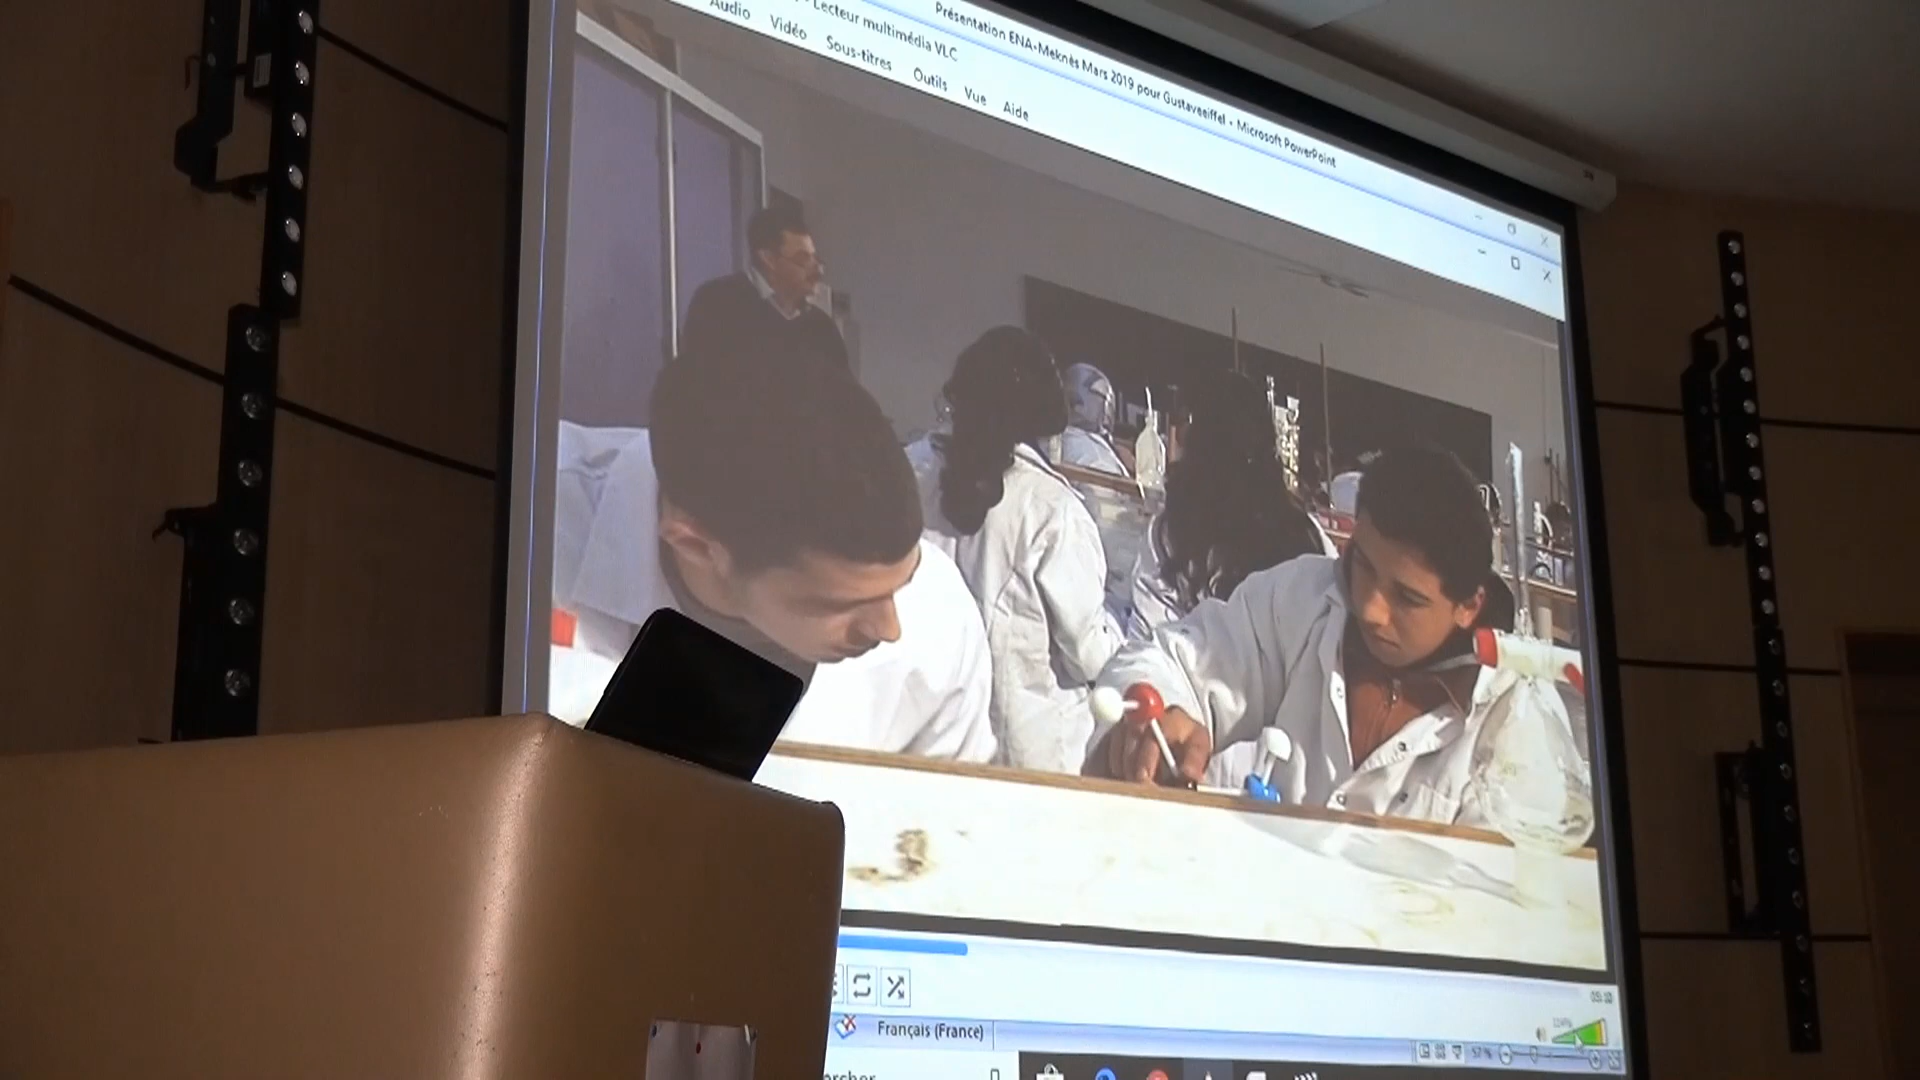 Présentation ENA-Meknès Mars 2019 pour Gustaveeiffel - Microsoft PowerPoint
- Lecteur multimédia VLC
Audio Vidéo Sous-titres Outils Vue Aide
Français (France)
57 %